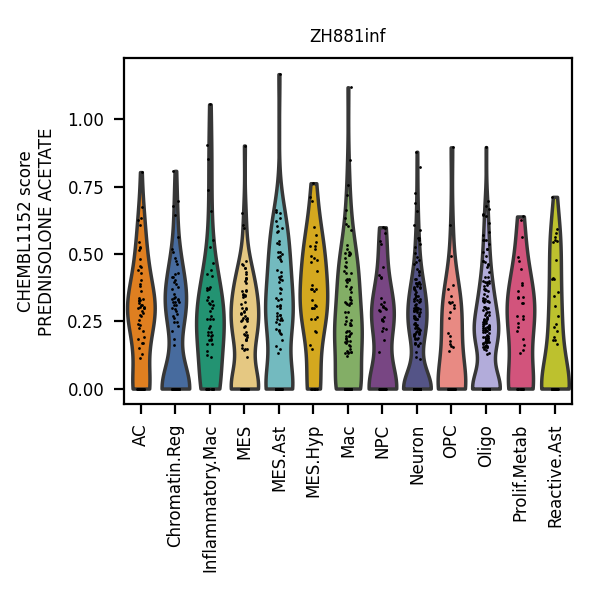 ZH881inf
CHEMBL1152 score
PREDNISOLONE ACETATE
1.00
0.75
0.50
0.25
0.00
AC
Chromatin.Reg
Inflammatory.Mac
MES
MES.Ast
MES.Hyp
Mac
NPC
Neuron
OPC
Oligo
Prolif.Metab
Reactive.Ast